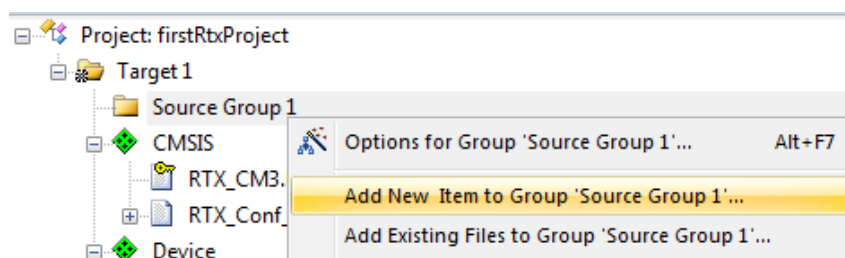 Project: firstRtxProject
Target 1
Source Group 1
CMSIS
Options for Group 'Source Group 1'... Alt+F7
RTX_CM3.
Add New Item to Group 'Source Group 1'...
RTX_Conf_
Add Existing Files to Group 'Source Group 1'...
Device